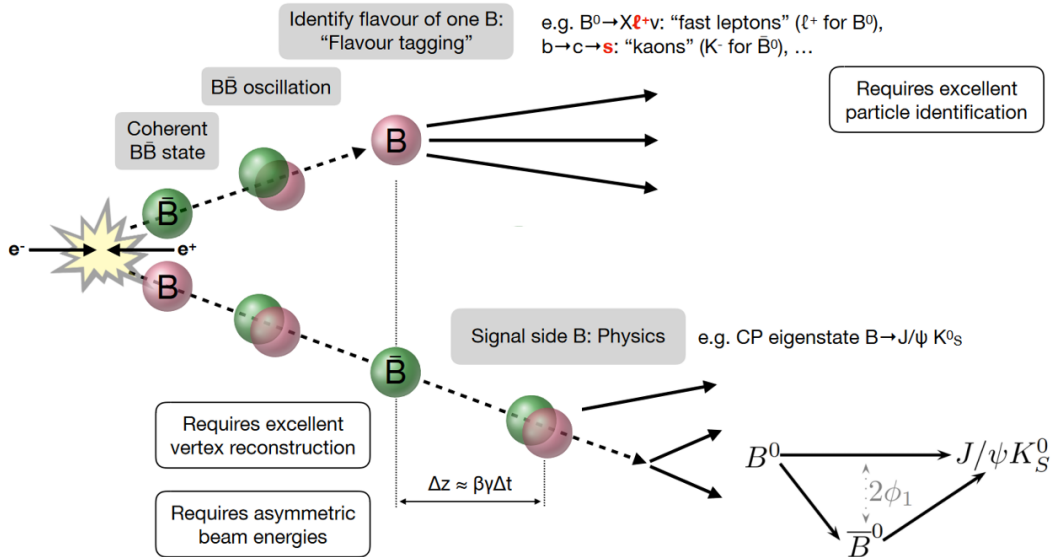 Identify flavour of one B:
“Flavour tagging”
e.g. B⁰→Xℓ⁺ν: “fast leptons” (ℓ⁺ for B⁰),
b→c→s: “kaons” (K⁻ for B̄⁰), …
Requires excellent
particle identification
BB̄ oscillation
Coherent
BB̄ state
B
B̄
e⁻
e⁺
B
Signal side B: Physics
e.g. CP eigenstate B→J/ψ K⁰s
B̄
Requires excellent
vertex reconstruction
Δz ≈ βγΔt
Requires asymmetric
beam energies
B⁰
J/ψK⁰_S
2ϕ₁
B̄⁰